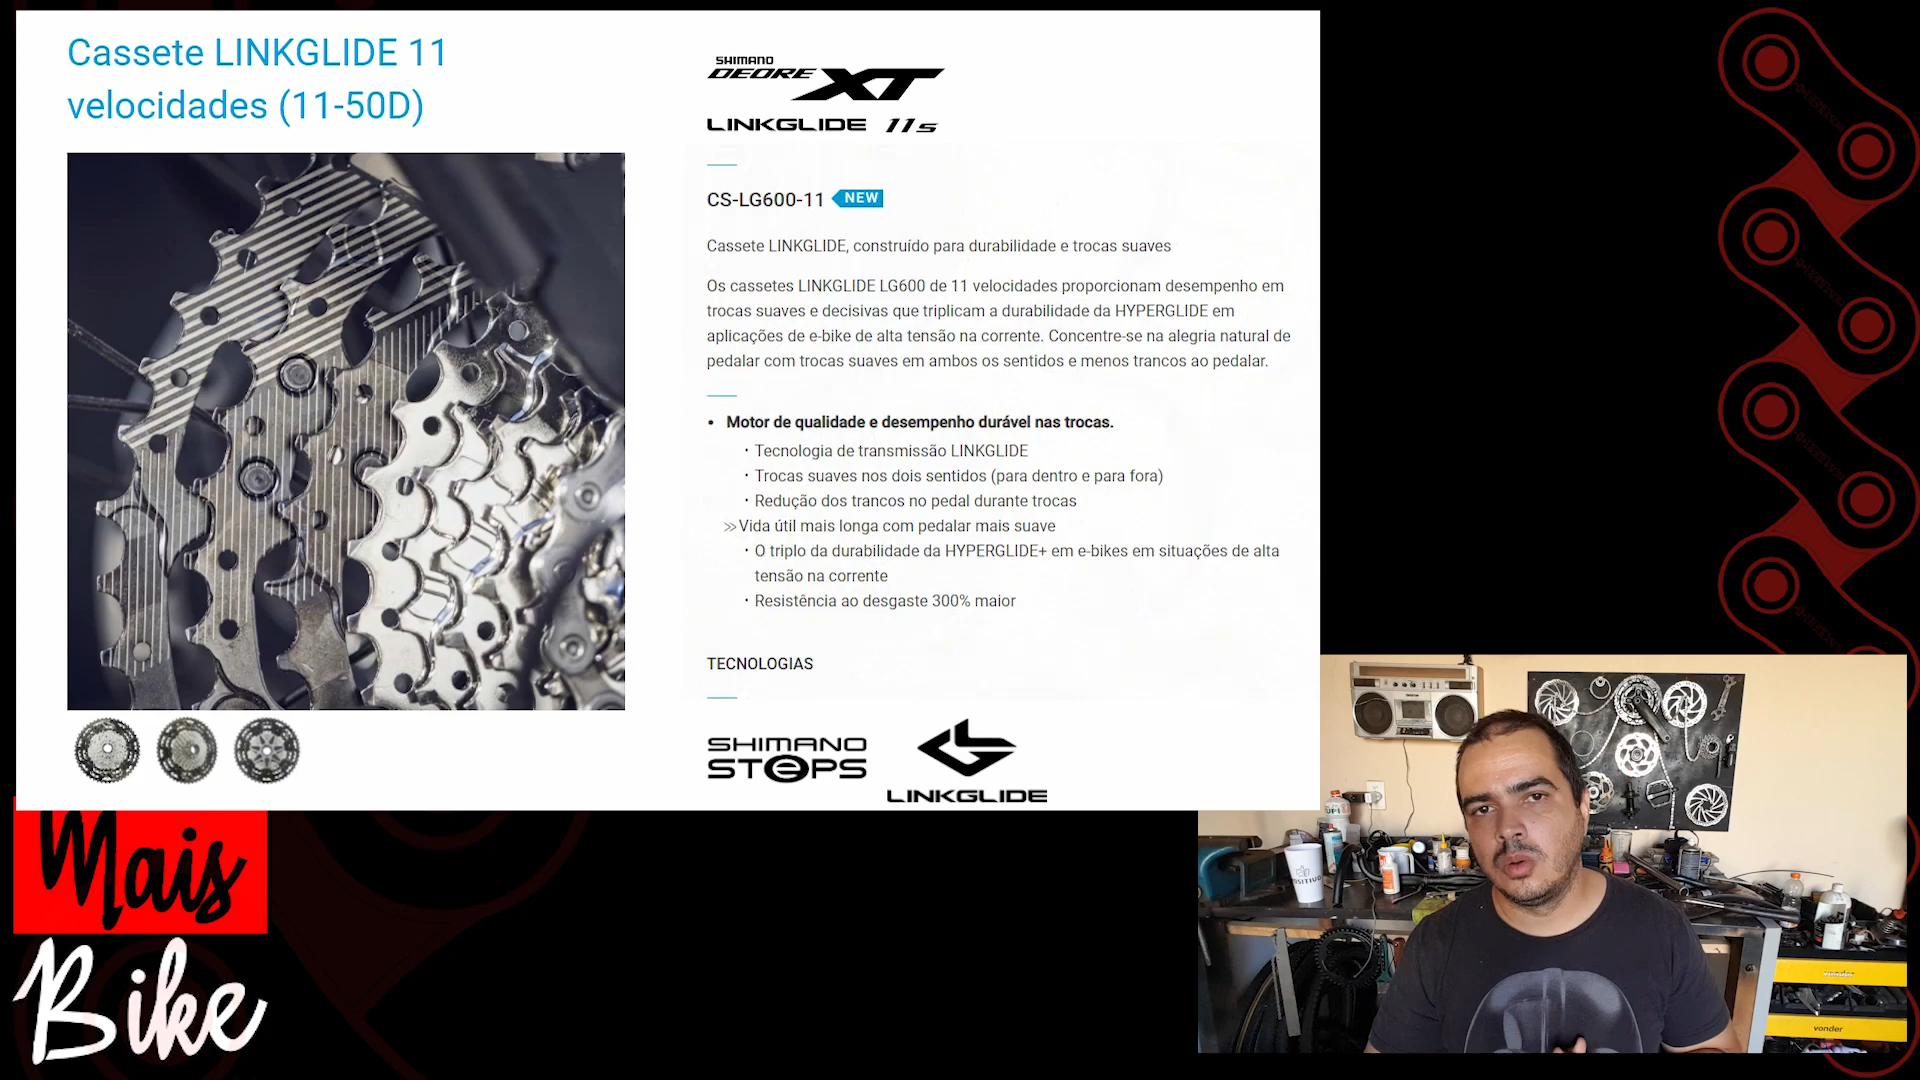 Cassete LINKGLIDE 11
velocidades (11-50D)
SHIMANO
DEORE XT
LINKGLIDE 11s
CS-LG600-11 NEW
Cassete LINKGLIDE, construído para durabilidade e trocas suaves
Os cassetes LINKGLIDE LG600 de 11 velocidades proporcionam desempenho em
trocas suaves e decisivas que triplicam a durabilidade da HYPERGLIDE em
aplicações de e-bike de alta tensão na corrente. Concentre-se na alegria natural de
pedalar com trocas suaves em ambos os sentidos e menos trancos ao pedalar.
• Motor de qualidade e desempenho durável nas trocas.
・Tecnologia de transmissão LINKGLIDE
・Trocas suaves nos dois sentidos (para dentro e para fora)
・Redução dos trancos no pedal durante trocas
≫Vida útil mais longa com pedalar mais suave
・O triplo da durabilidade da HYPERGLIDE+ em e-bikes em situações de alta
tensão na corrente
・Resistência ao desgaste 300% maior
TECNOLOGIAS
SHIMANO
STEPS
LINKGLIDE
Mais
Bike
vonder